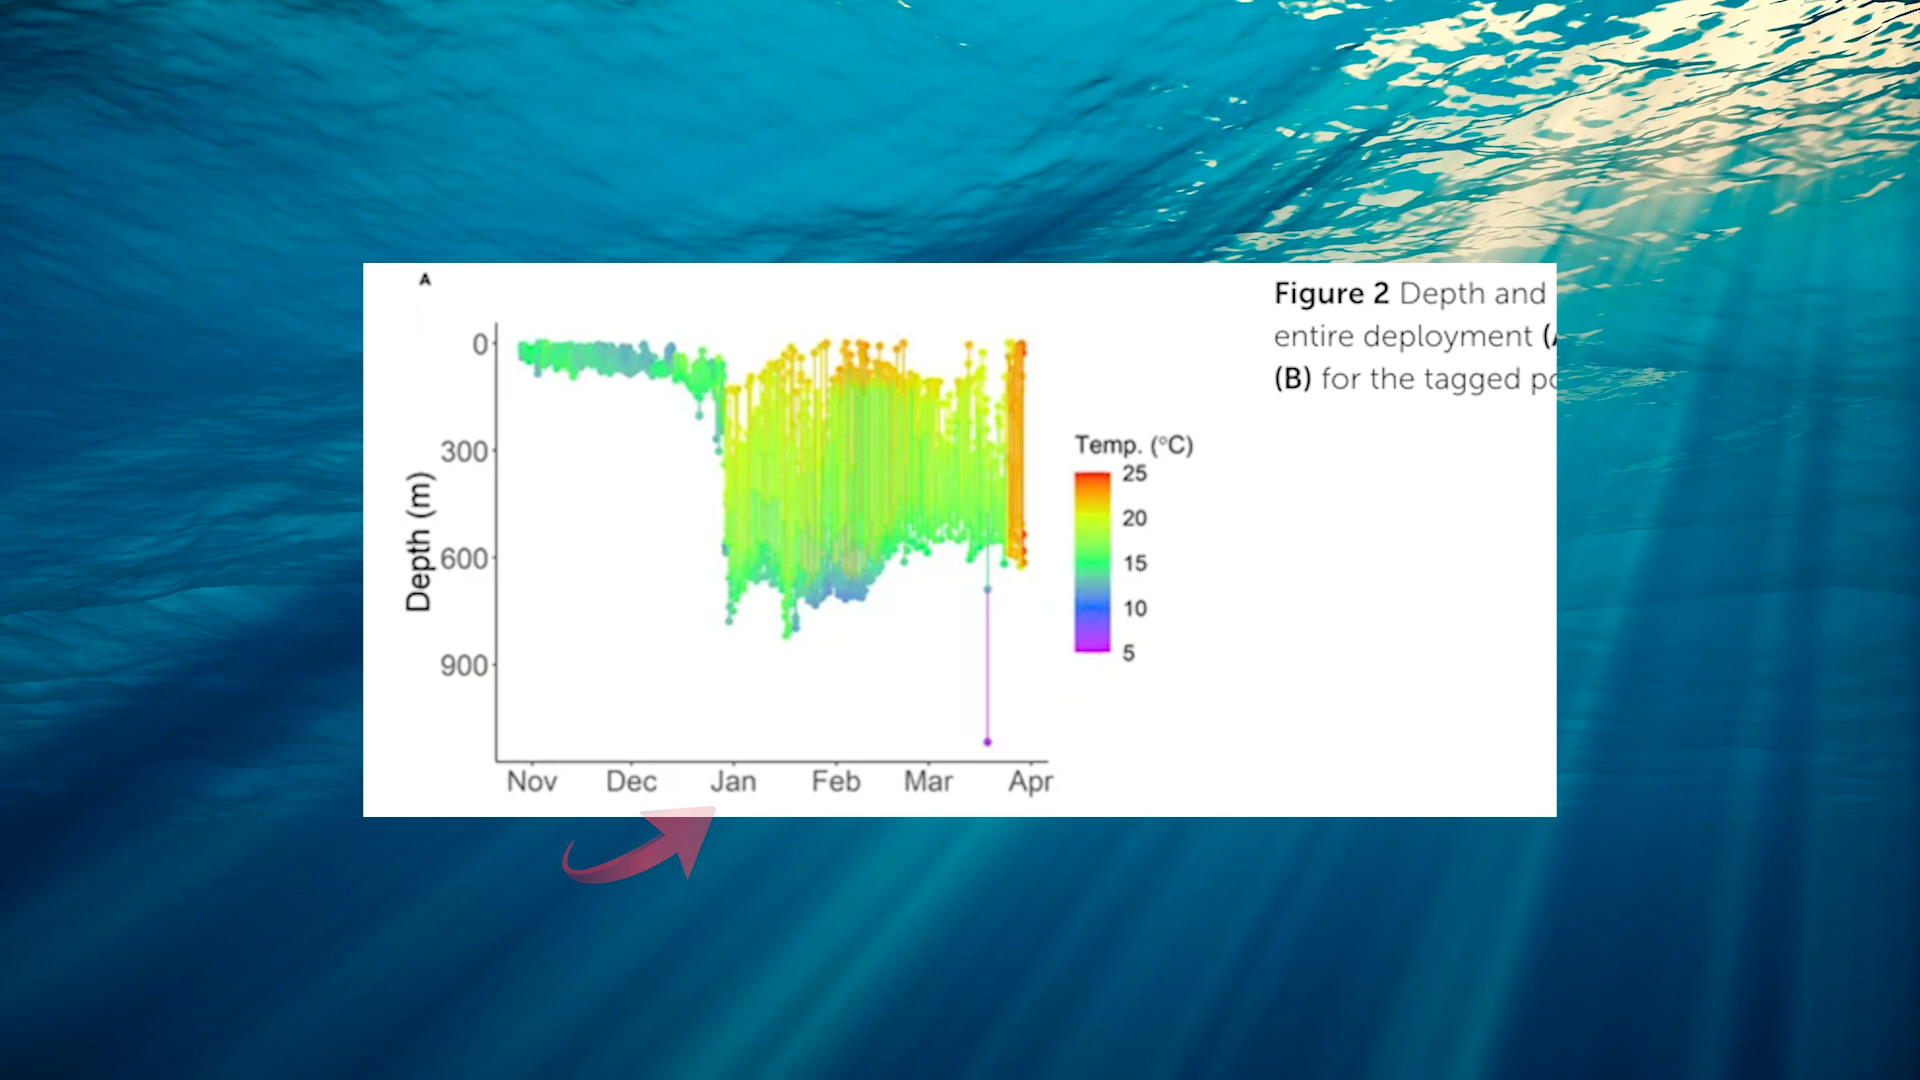 A
Figure 2 Depth and
entire deployment (
(B) for the tagged
0
300
600
900
Depth (m)
Nov Dec Jan Feb Mar Apr
Temp. (°C)
25
20
15
10
5